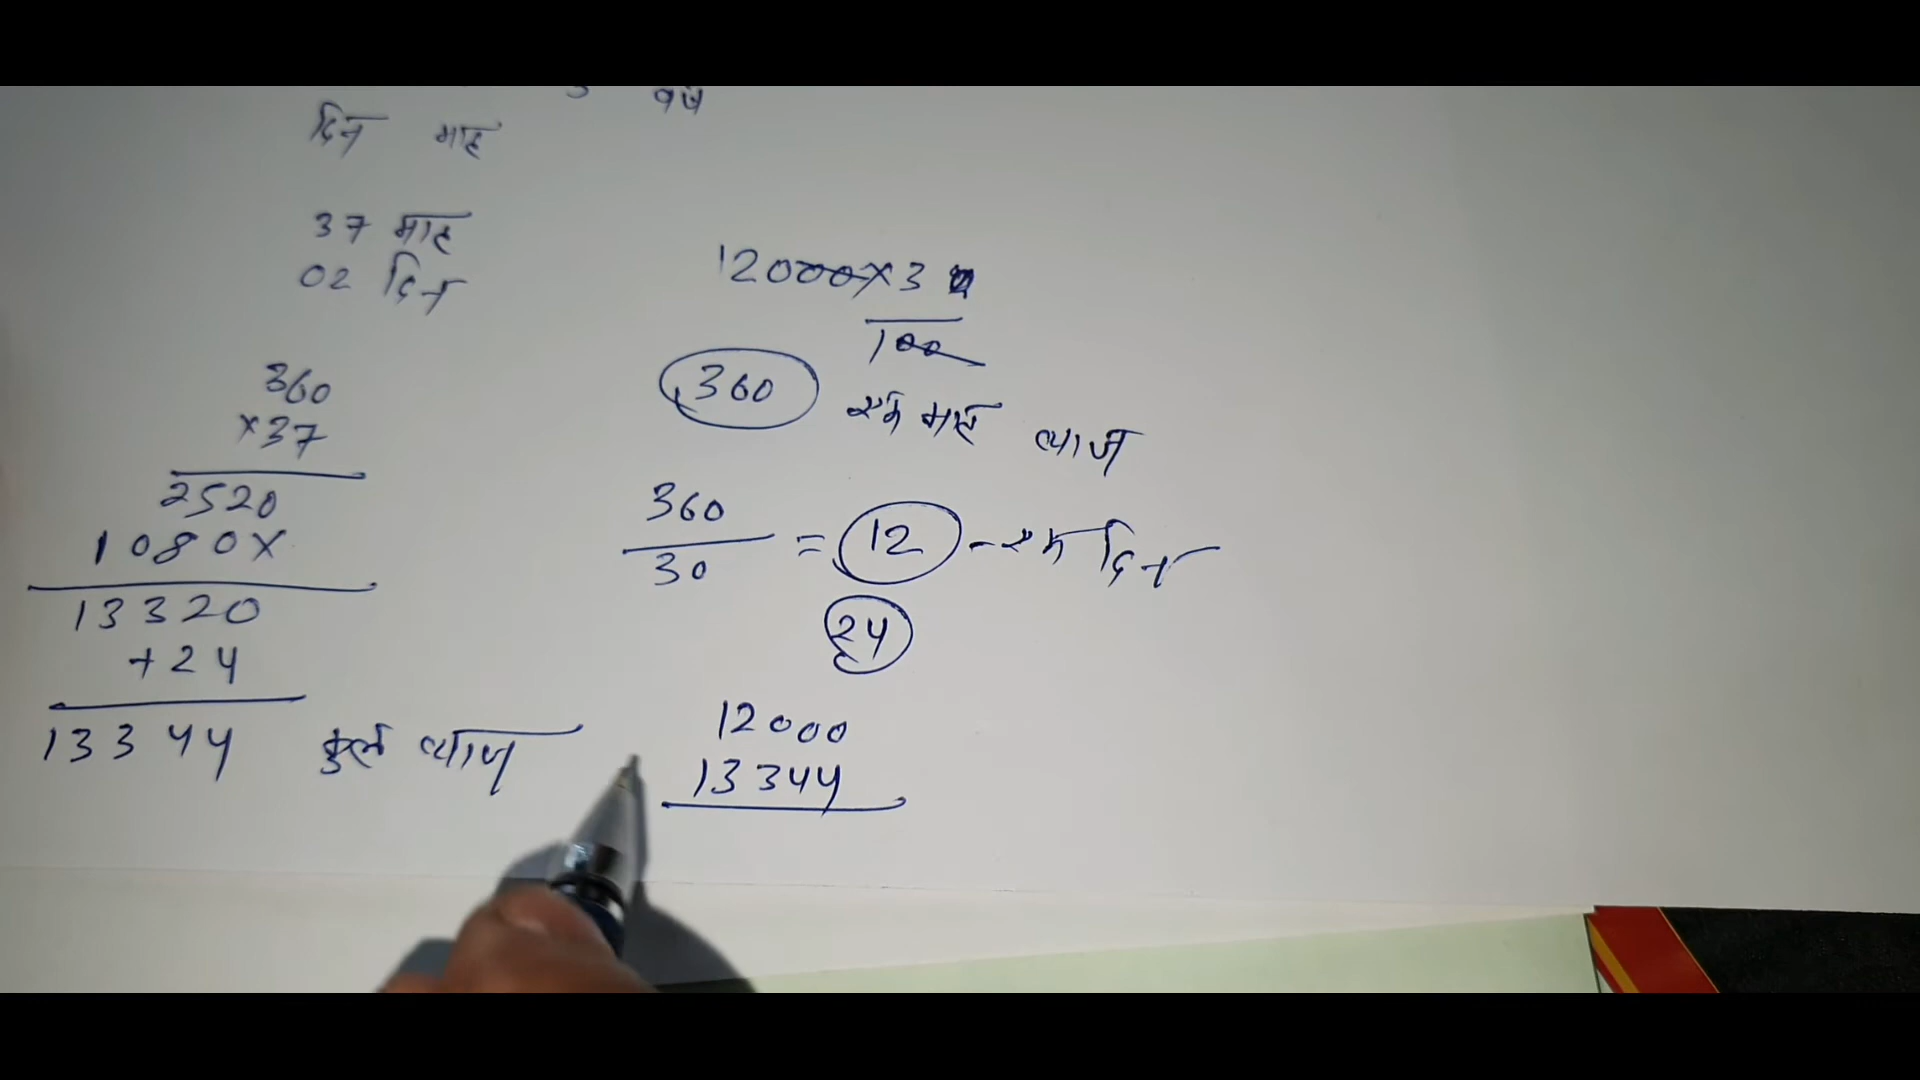 वर्ष
दिन माह
37 माह
02 दिन
360
×37
2520
1080×
13320
+24
13344 कुल ब्याज
12000×3
100
360 एक माह ब्याज
360
30
= 12 - एक दिन
24
12000
13344